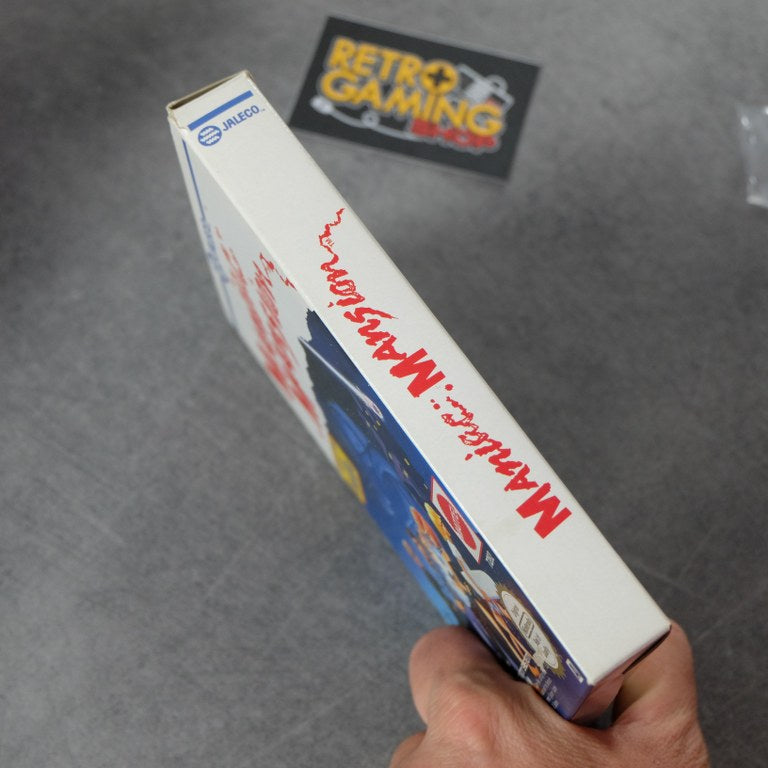 RETRO
GAMING
SHOP
JALECO
Maniac Mansion